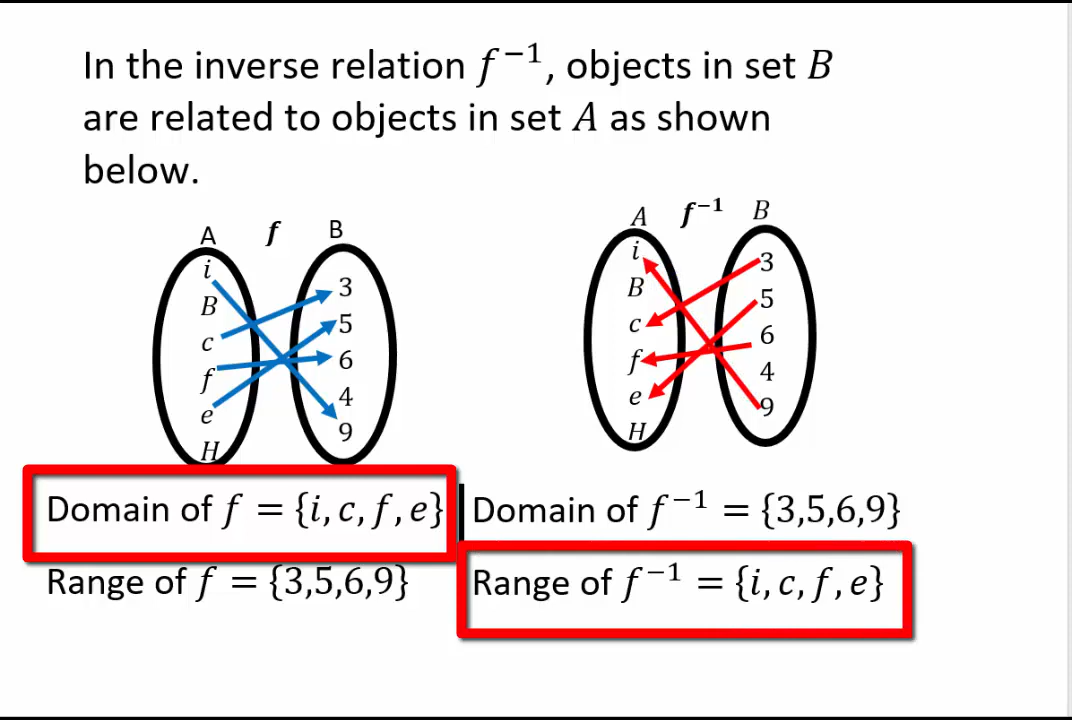 In the inverse relation f⁻¹, objects in set B
are related to objects in set A as shown
below.
A f B
i
B
c
f
e
H
3
5
6
4
9
A f⁻¹ B
i
B
c
f
e
H
3
5
6
4
9
Domain of f = {i, c, f, e}
Domain of f⁻¹ = {3,5,6,9}
Range of f = {3,5,6,9}
Range of f⁻¹ = {i, c, f, e}